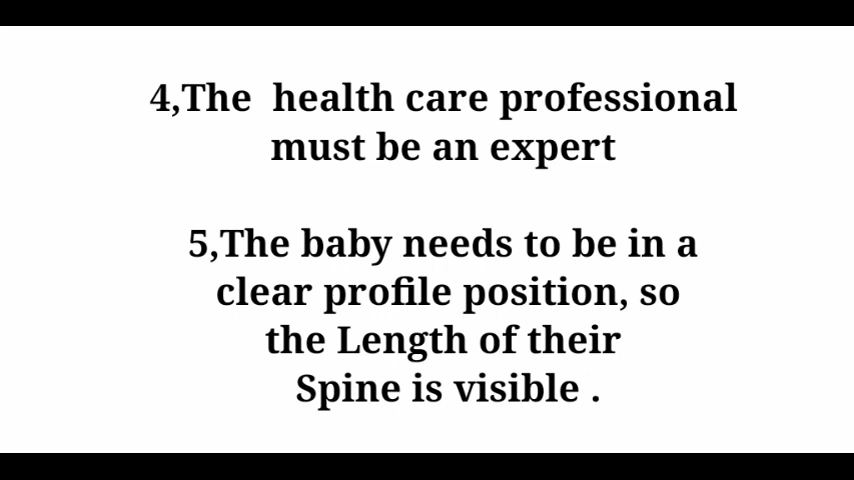 4,The  health care professional
must be an expert
5,The baby needs to be in a
clear profile position, so
the Length of their
Spine is visible .